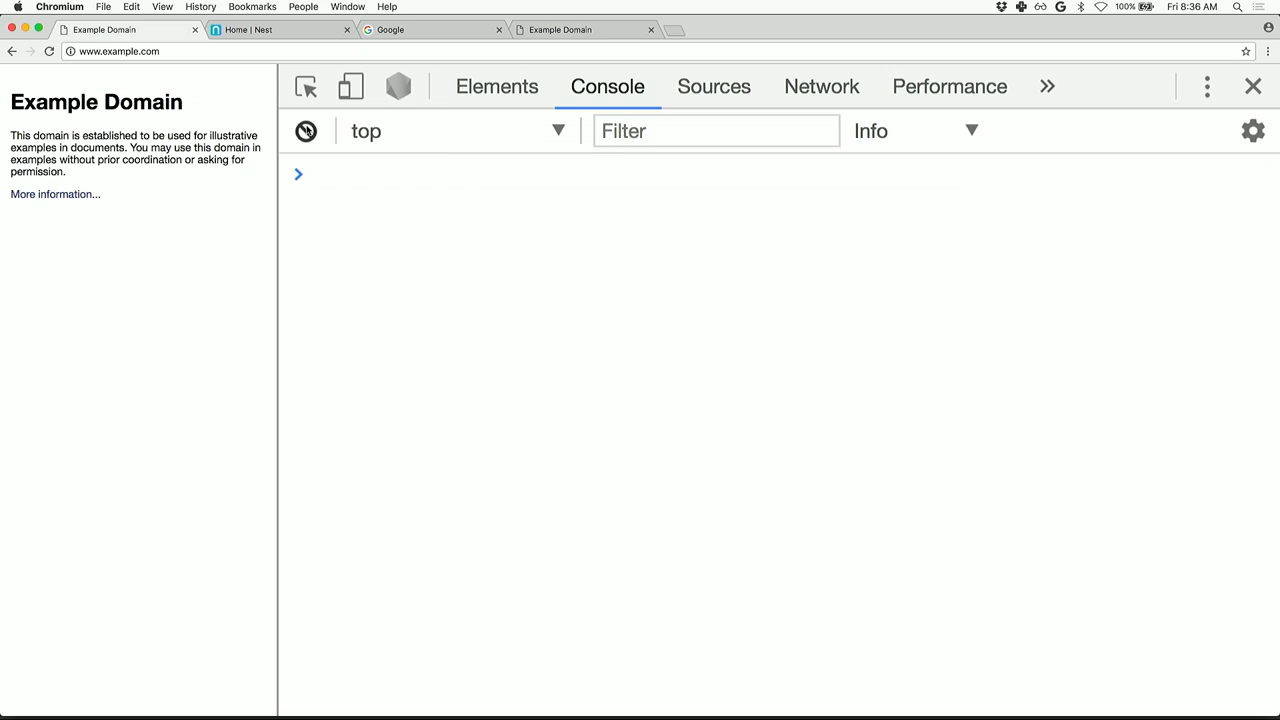 Chromium File Edit View History Bookmarks People Window Help 100% Fri 8:36 AM
Example Domain Home | Nest Google Example Domain
www.example.com
Elements Console Sources Network Performance
top Filter Info
Example Domain
This domain is established to be used for illustrative
examples in documents. You may use this domain in
examples without prior coordination or asking for
permission.
More information...